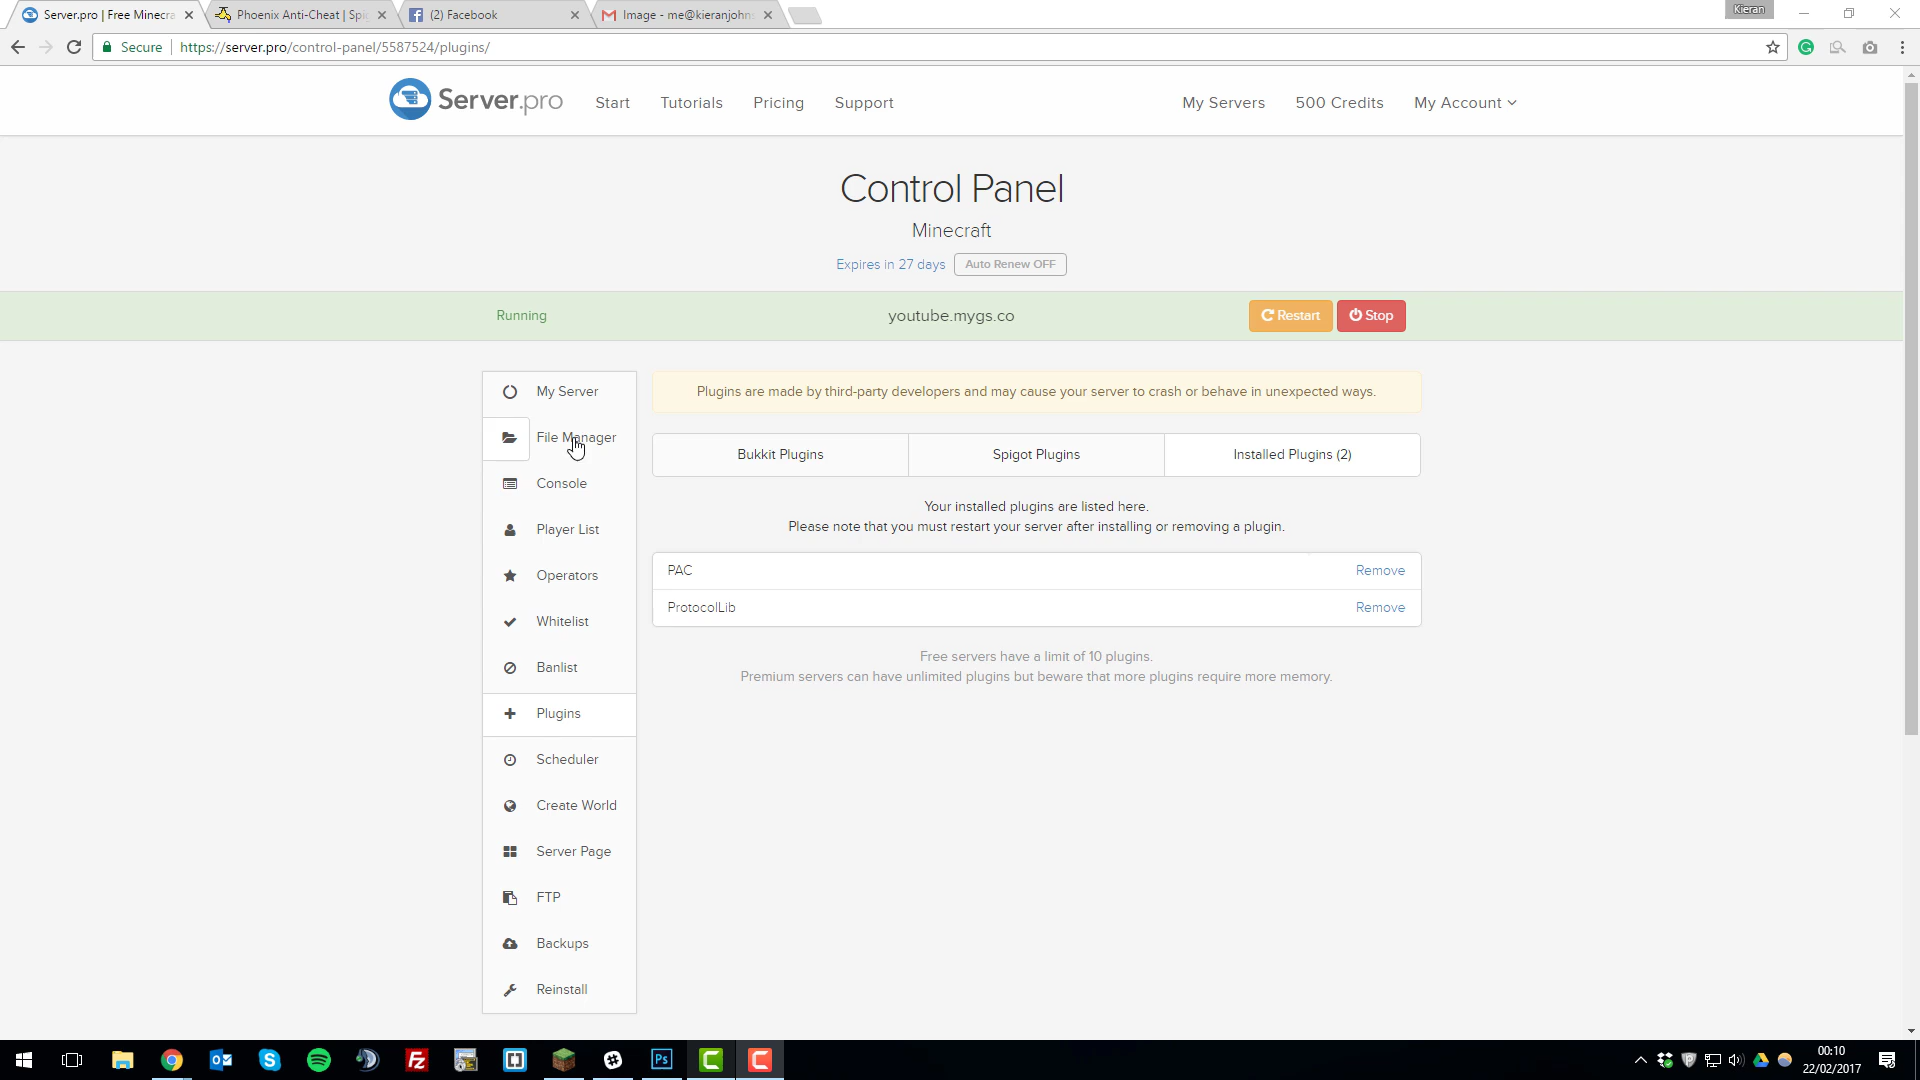 Server.pro | Free Minecra
Phoenix Anti-Cheat | Spig
(2) Facebook
Image - me@kieranjohns
Kieran
Secure
https://server.pro/control-panel/5587524/plugins/
Server.pro
Start
Tutorials
Pricing
Support
My Servers
500 Credits
My Account
Control Panel
Minecraft
Expires in 27 days
Auto Renew OFF
Running
youtube.mygs.co
Restart
Stop
My Server
File Manager
Console
Player List
Operators
Whitelist
Banlist
Plugins
Scheduler
Create World
Server Page
FTP
Backups
Reinstall
Plugins are made by third-party developers and may cause your server to crash or behave in unexpected ways.
Bukkit Plugins
Spigot Plugins
Installed Plugins (2)
Your installed plugins are listed here.
Please note that you must restart your server after installing or removing a plugin.
PAC
Remove
ProtocolLib
Remove
Free servers have a limit of 10 plugins.
Premium servers can have unlimited plugins but beware that more plugins require more memory.
Ps
00:10
22/02/2017